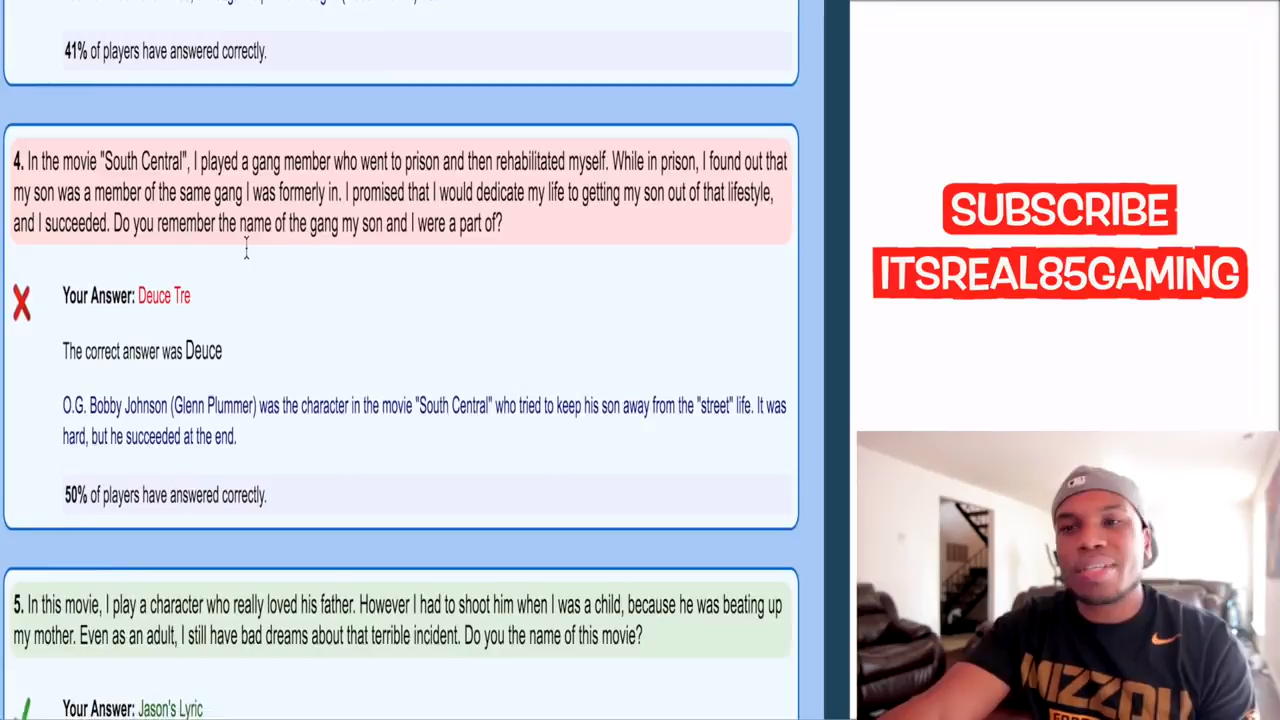 41% of players have answered correctly.
4. In the movie "South Central", I played a gang member who went to prison and then rehabilitated myself. While in prison, I found out that
my son was a member of the same gang I was formerly in. I promised that I would dedicate my life to getting my son out of that lifestyle,
and I succeeded. Do you remember the name of the gang my son and I were a part of?
Your Answer: Deuce Tre
The correct answer was Deuce
O.G. Bobby Johnson (Glenn Plummer) was the character in the movie "South Central" who tried to keep his son away from the "street" life. It was
hard, but he succeeded at the end.
50% of players have answered correctly.
5. In this movie, I play a character who really loved his father. However I had to shoot him when I was a child, because he was beating up
my mother. Even as an adult, I still have bad dreams about that terrible incident. Do you the name of this movie?
Your Answer: Jason's Lyric
SUBSCRIBE
ITSREAL85GAMING
MIZZOU